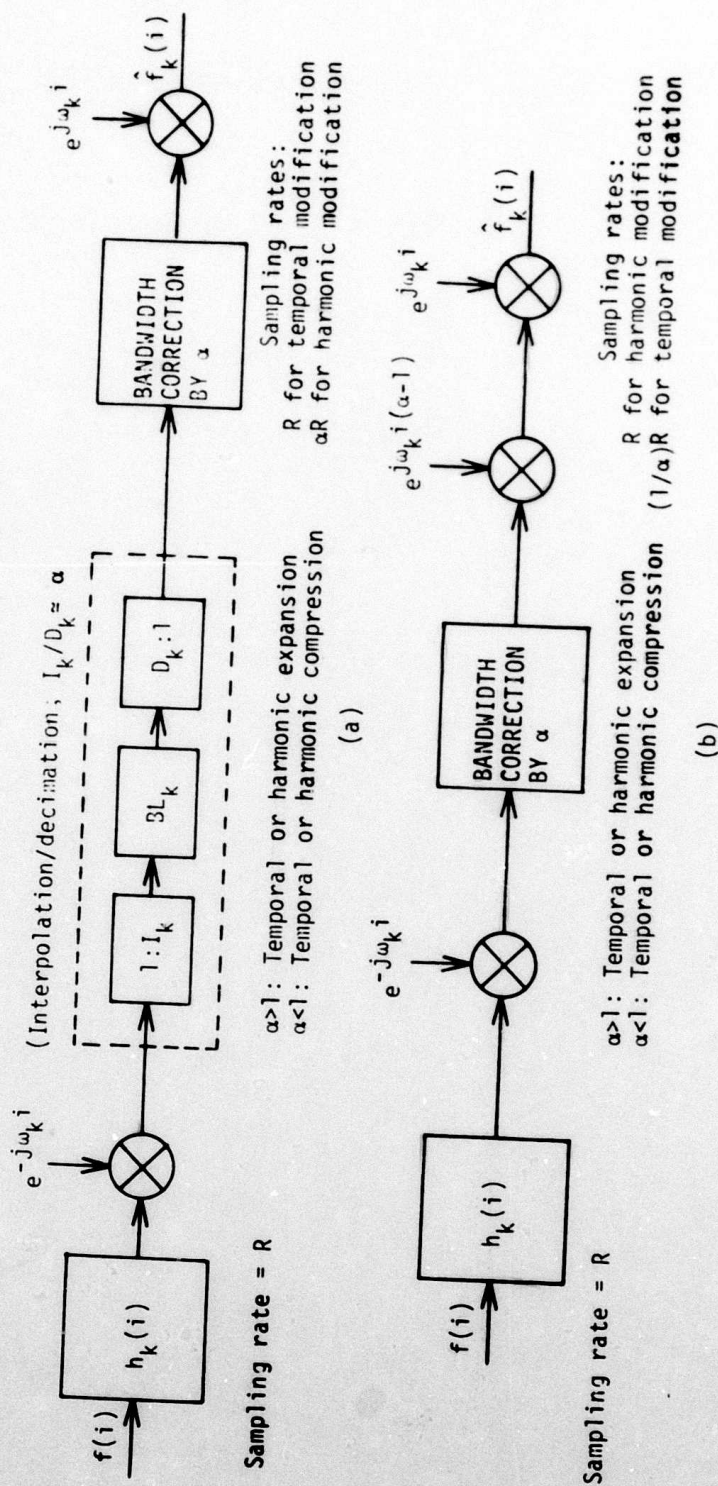 (Interpolation/decimation; I_k/D_k ≃ α
f(i)
h_k(i)
e^-jω_k i
1:I_k
BL_k
D_k:1
BANDWIDTH
CORRECTION
BY α
e^jω_k i
f̂_k(i)
Sampling rate = R
α>1: Temporal or harmonic expansion
α<1: Temporal or harmonic compression
Sampling rates:
R for temporal modification
αR for harmonic modification
(a)
f(i)
h_k(i)
e^-jω_k i
BANDWIDTH
CORRECTION
BY α
e^jω_k i(α-1)
e^jω_k i
f̂_k(i)
Sampling rate = R
α>1: Temporal or harmonic expansion
α<1: Temporal or harmonic compression
Sampling rates:
R for harmonic modification
(1/α)R for temporal modification
(b)